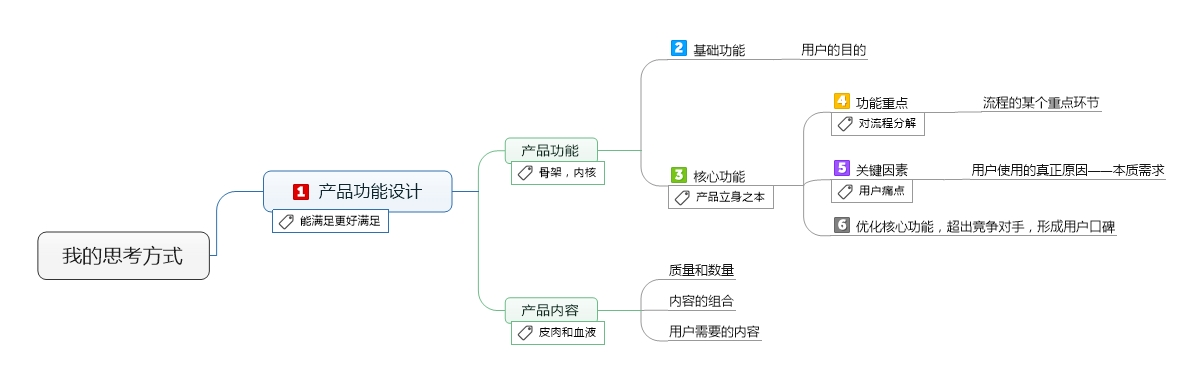 我的思考方式
1 产品功能设计
能满足更好满足
产品功能
骨架，内核
2 基础功能
用户的目的
3 核心功能
产品立身之本
4 功能重点
对流程分解
流程的某个重点环节
5 关键因素
用户痛点
用户使用的真正原因——本质需求
6 优化核心功能，超出竞争对手，形成用户口碑
产品内容
皮肉和血液
质量和数量
内容的组合
用户需要的内容